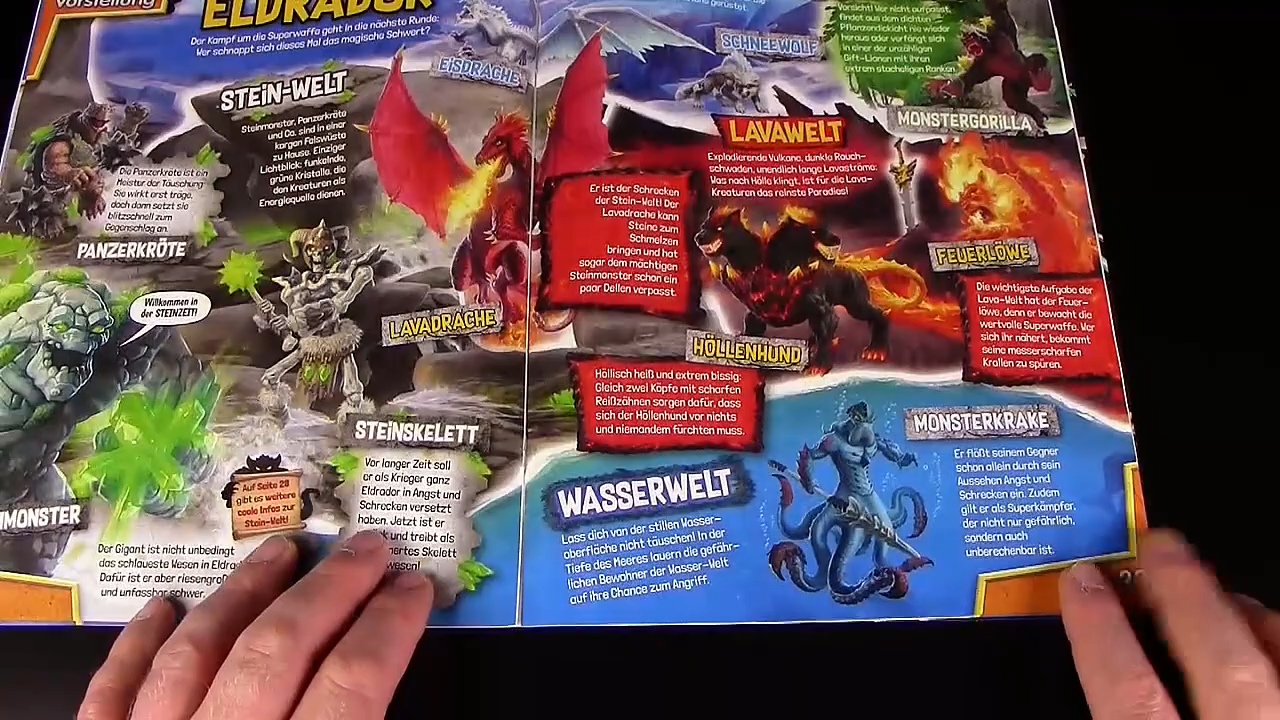 Vorstellung
ELDRADOR
Der Kampf um die Superwaffe geht in die nächste Runde:
Wer schnappt sich dieses Mal das magische Schwert?
EISDRACHE
STEIN-WELT
Steinmonster, Panzerkröte
und Co. sind in einer
kargen Felswüste
zu Hause. Einziger
Lichtblick: funkelnde,
grüne Kristalle, die
den Kreaturen als
Energiequelle dienen.
Die Panzerkröte ist ein
Meister der Täuschung:
Sie wirkt erst träge,
doch dann setzt sie
blitzschnell zum
Gegenschlag an.
PANZERKRÖTE
Willkommen in
der STEINZEIT!
LAVADRACHE
STEINSKELETT
Vor langer Zeit soll
er als Krieger ganz
Eldrador in Angst und
Schrecken versetzt
haben. Jetzt ist er
und treibt als
Skelett
Auf Seite 28
gibt es weitere
coole Infos zur
Stein-Welt!
NMONSTER
Der Gigant ist nicht unbedingt
das schlaueste Wesen in Eldra
Dafür ist er aber riesengro
und unfassbar schwer.
gerüstet.
SCHNEEWOLF
Vorsicht! Wer nicht aufpasst,
findet aus dem dichten
Pflanzendickicht nie wieder
heraus oder verfängt sich
in einer der unzähligen
Gift-Lianen mit ihren
extrem stacheligen Ranken.
MONSTERGORILLA
LAVAWELT
Explodierende Vulkane, dunkle Rauch-
schwaden, unendlich lange Lavaströme:
Was nach Hölle klingt, ist für die Lava-
Kreaturen das reinste Paradies!
Er ist der Schrecken
der Stein-Welt! Der
Lavadrache kann
Steine zum
Schmelzen
bringen und hat
sogar dem mächtigen
Steinmonster schon ein
paar Dellen verpasst.
FEUERLÖWE
Die wichtigste Aufgabe der
Lava-Welt hat der Feuer-
löwe, denn er bewacht die
wertvolle Superwaffe. Wer
sich ihr nähert, bekommt
seine messerscharfen
Krallen zu spüren.
HÖLLENHUND
Höllisch heiß und extrem bissig:
Gleich zwei Köpfe mit scharfen
Reißzähnen sorgen dafür, dass
sich der Höllenhund vor nichts
und niemandem fürchten muss.
MONSTERKRAKE
Er flößt seinem Gegner
schon allein durch sein
Aussehen Angst und
Schrecken ein. Zudem
gilt er als Superkämpfer,
der nicht nur gefährlich,
sondern auch
unberechenbar ist.
WASSERWELT
Lass dich von der stillen Wasser-
oberfläche nicht täuschen! In der
Tiefe des Meeres lauern die gefähr-
lichen Bewohner der Wasser-Welt
auf ihre Chance zum Angriff.